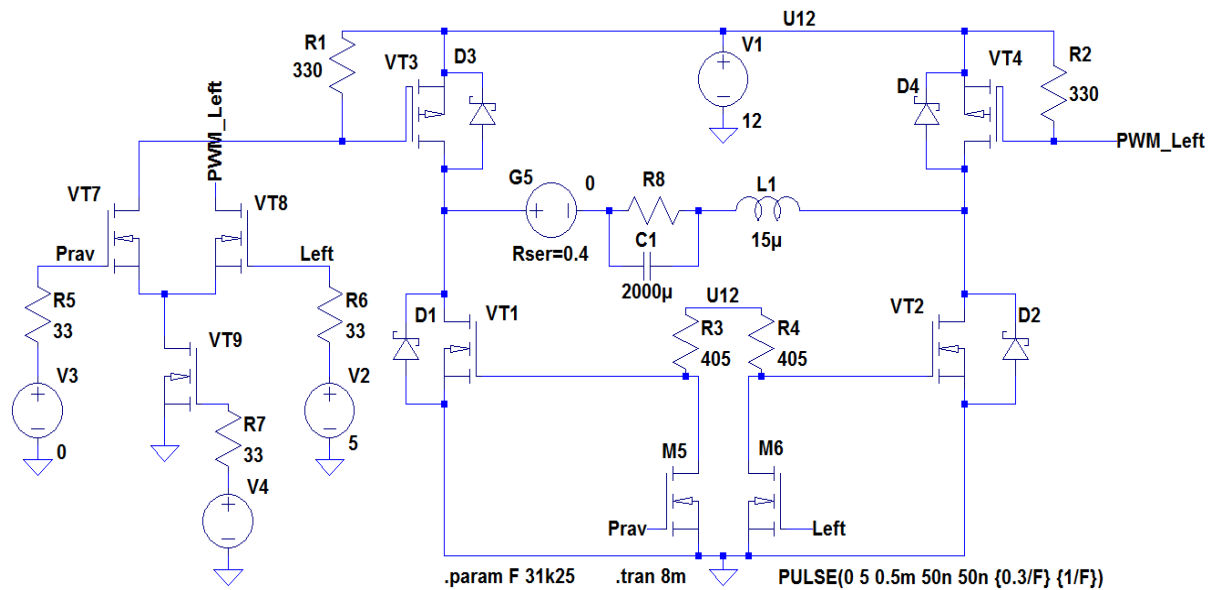 U12
R1
330
VT3
D3
V1
12
D4
VT4
R2
330
PWM_Left
PWM_Left
VT7
VT8
Prav
Left
G5
0
Rser=0.4
R8
C1
2000µ
L1
15µ
R5
33
R6
33
VT9
V3
0
V2
5
R7
33
V4
D1
VT1
U12
R3
405
R4
405
VT2
D2
M5
M6
Prav
Left
.param F 31k25
.tran 8m
PULSE(0 5 0.5m 50n 50n {0.3/F} {1/F})